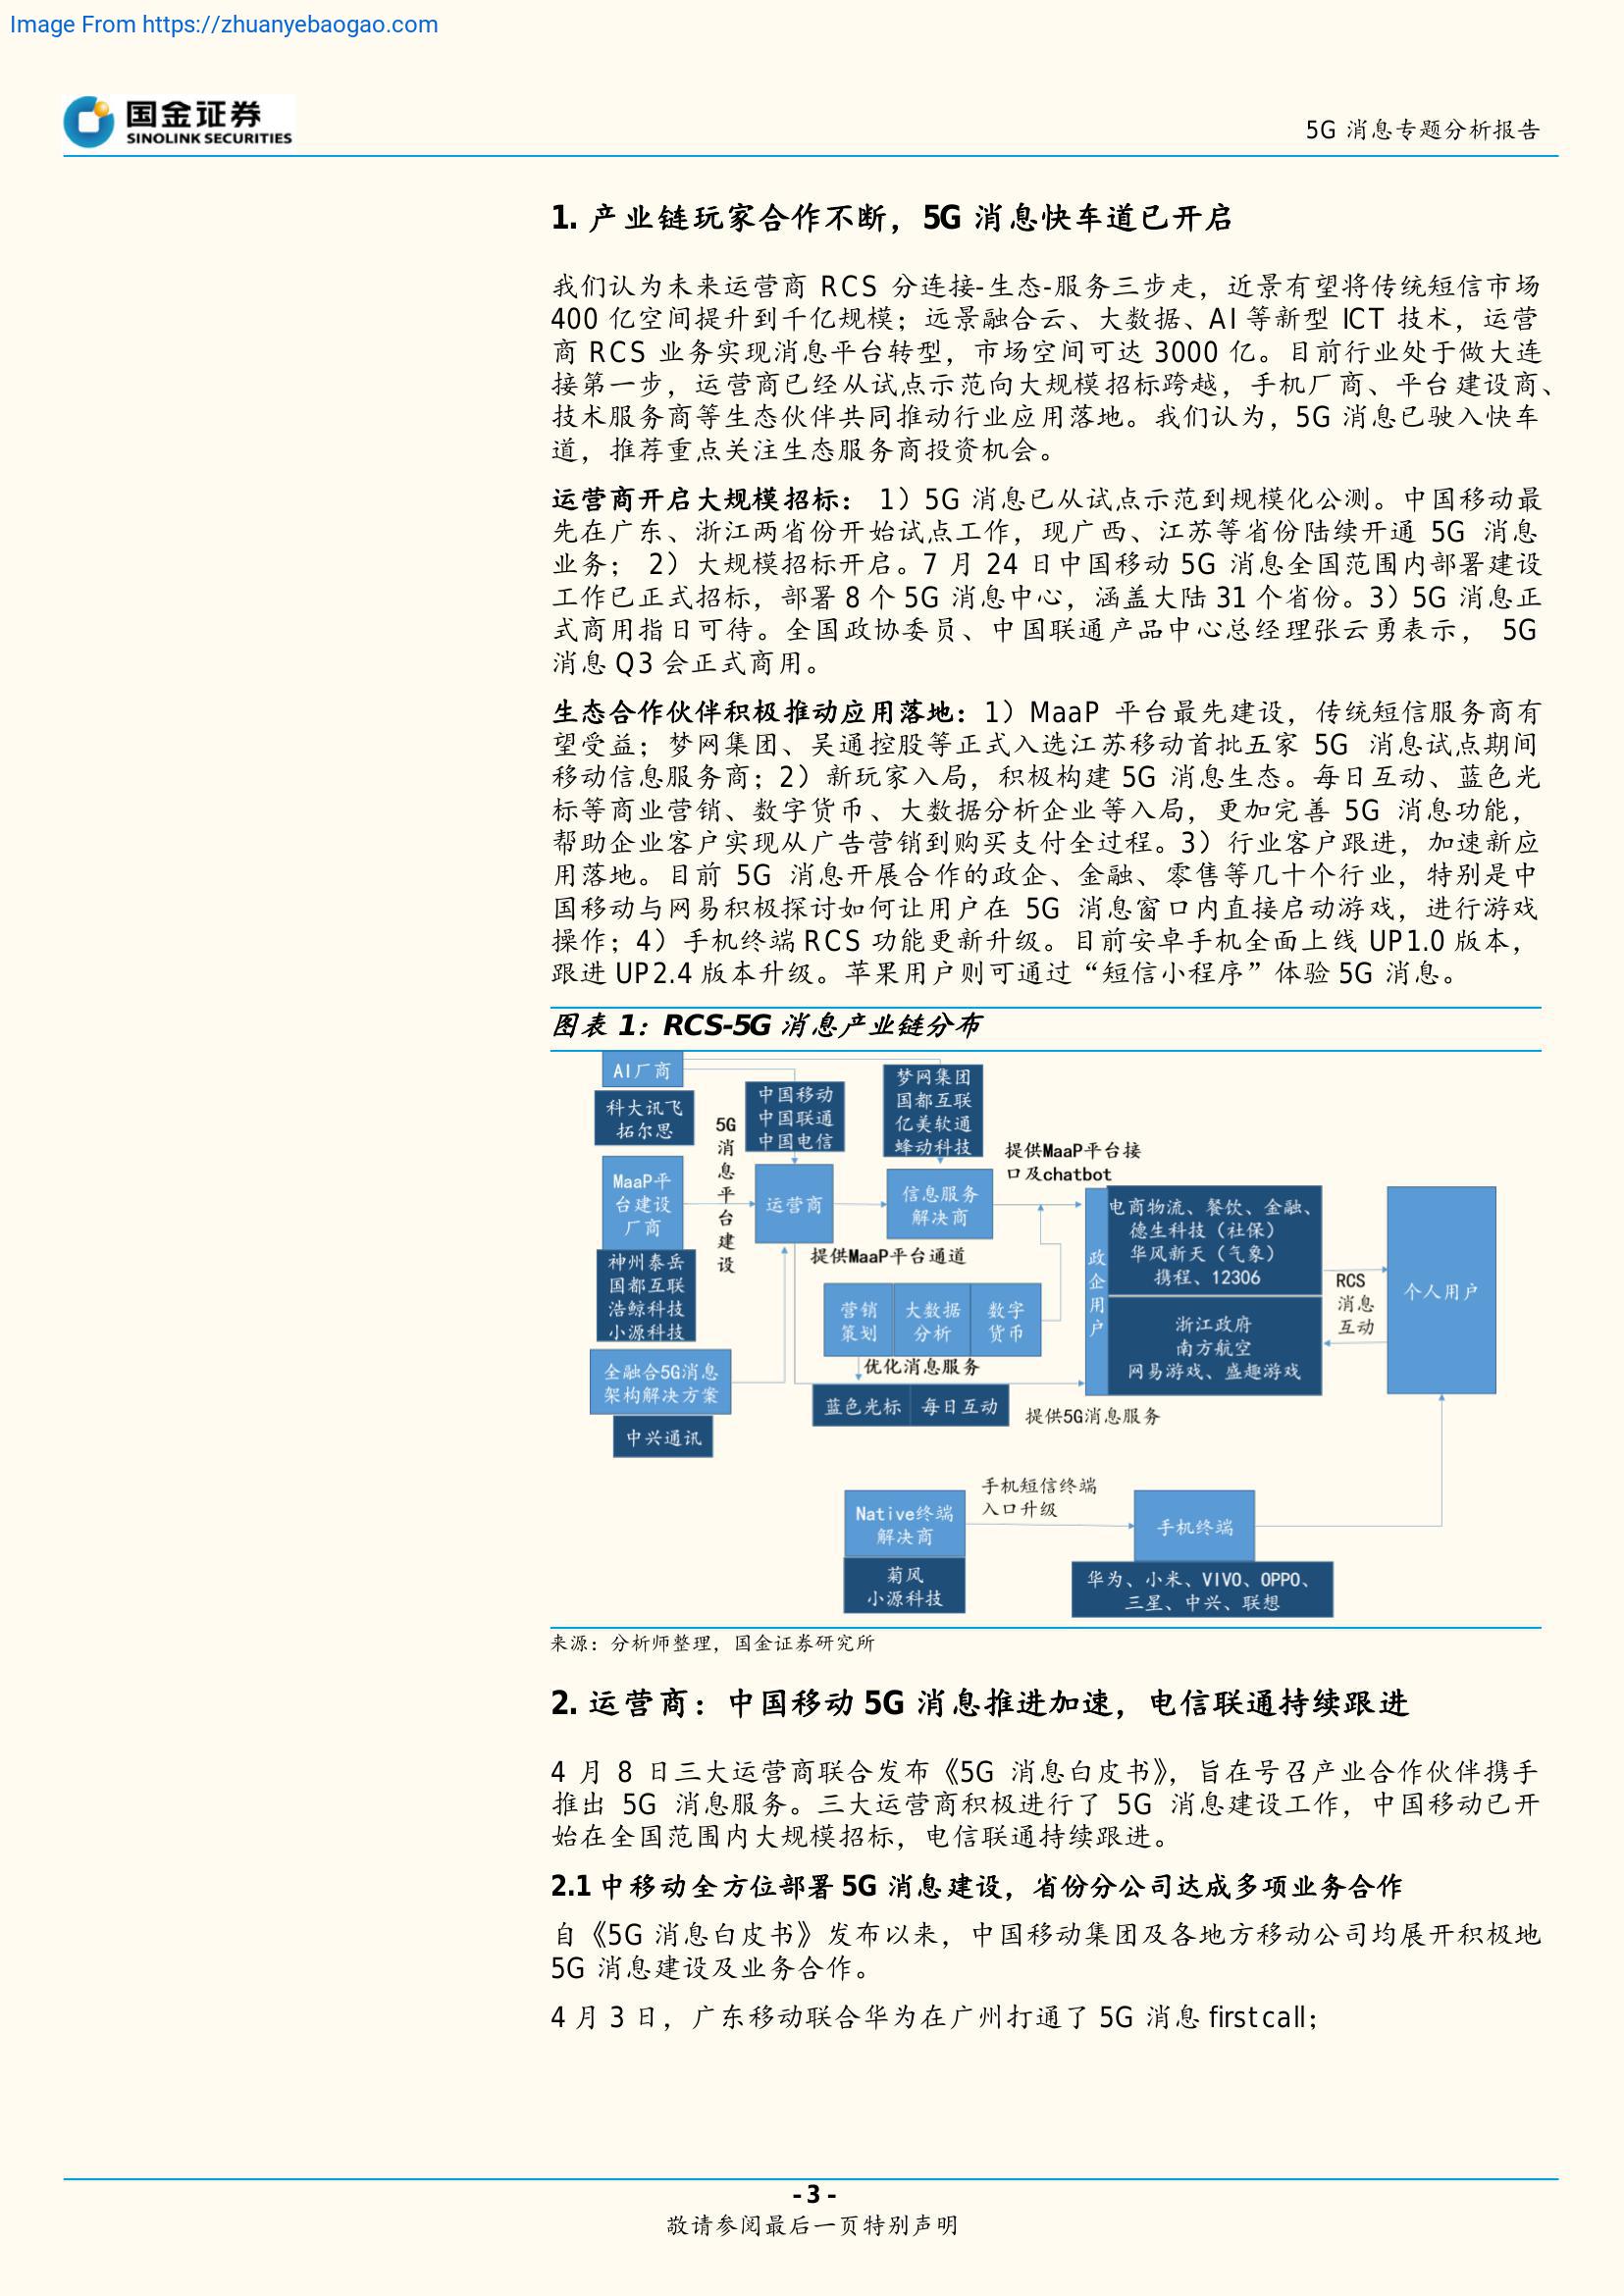 Image From https://zhuanyebaogao.com
国金证券
SINOLINK SECURITIES
5G 消息专题分析报告
1. 产业链玩家合作不断，5G 消息快车道已开启
我们认为未来运营商 RCS 分连接-生态-服务三步走，近景有望将传统短信市场
400 亿空间提升到千亿规模；远景融合云、大数据、AI 等新型 ICT 技术，运营
商 RCS 业务实现消息平台转型，市场空间可达 3000 亿。目前行业处于做大连
接第一步，运营商已经从试点示范向大规模招标跨越，手机厂商、平台建设商、
技术服务商等生态伙伴共同推动行业应用落地。我们认为，5G 消息已驶入快车
道，推荐重点关注生态服务商投资机会。
运营商开启大规模招标： 1）5G 消息已从试点示范到规模化公测。中国移动最
先在广东、浙江两省份开始试点工作，现广西、江苏等省份陆续开通 5G 消息
业务； 2）大规模招标开启。7 月 24 日中国移动 5G 消息全国范围内部署建设
工作已正式招标，部署 8 个 5G 消息中心，涵盖大陆 31 个省份。3）5G 消息正
式商用指日可待。全国政协委员、中国联通产品中心总经理张云勇表示， 5G
消息 Q3 会正式商用。
生态合作伙伴积极推动应用落地：1）MaaP 平台最先建设，传统短信服务商有
望受益；梦网集团、吴通控股等正式入选江苏移动首批五家 5G 消息试点期间
移动信息服务商；2）新玩家入局，积极构建 5G 消息生态。每日互动、蓝色光
标等商业营销、数字货币、大数据分析企业等入局，更加完善 5G 消息功能，
帮助企业客户实现从广告营销到购买支付全过程。3）行业客户跟进，加速新应
用落地。目前 5G 消息开展合作的政企、金融、零售等几十个行业，特别是中
国移动与网易积极探讨如何让用户在 5G 消息窗口内直接启动游戏，进行游戏
操作；4）手机终端 RCS 功能更新升级。目前安卓手机全面上线 UP1.0 版本，
跟进 UP2.4 版本升级。苹果用户则可通过“短信小程序”体验 5G 消息。
图表 1：RCS-5G 消息产业链分布
AI厂商
科大讯飞
拓尔思
MaaP平
台建设
厂商
神州泰岳
国都互联
浩鲸科技
小源科技
全融合5G消息
架构解决方案
中兴通讯
5G
消
息
平
台
建
设
中国移动
中国联通
中国电信
运营商
提供MaaP平台通道
梦网集团
国都互联
亿美软通
蜂动科技
信息服务
解决商
提供MaaP平台接
口及chatbot
营销
策划
大数据
分析
数字
货币
优化消息服务
蓝色光标
每日互动
提供5G消息服务
政
企
用
户
电商物流、餐饮、金融、
德生科技（社保）
华风新天（气象）
携程、12306
浙江政府
南方航空
网易游戏、盛趣游戏
RCS
消息
互动
个人用户
Native终端
解决商
菊风
小源科技
手机短信终端
入口升级
手机终端
华为、小米、VIVO、OPPO、
三星、中兴、联想
来源：分析师整理，国金证券研究所
2. 运营商：中国移动 5G 消息推进加速，电信联通持续跟进
4 月 8 日三大运营商联合发布《5G 消息白皮书》，旨在号召产业合作伙伴携手
推出 5G 消息服务。三大运营商积极进行了 5G 消息建设工作，中国移动已开
始在全国范围内大规模招标，电信联通持续跟进。
2.1 中移动全方位部署 5G 消息建设，省份分公司达成多项业务合作
自《5G 消息白皮书》发布以来，中国移动集团及各地方移动公司均展开积极地
5G 消息建设及业务合作。
4 月 3 日，广东移动联合华为在广州打通了 5G 消息 first call；
- 3 -
敬请参阅最后一页特别声明